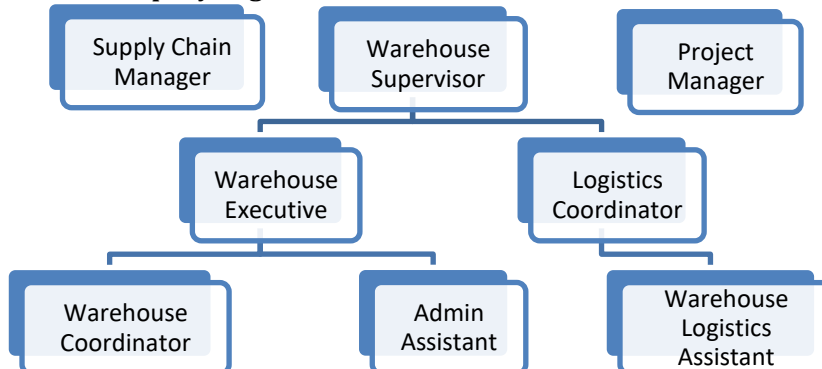 Supply Chain
Manager
Warehouse
Supervisor
Project
Manager
Warehouse
Executive
Logistics
Coordinator
Warehouse
Coordinator
Admin
Assistant
Warehouse
Logistics
Assistant